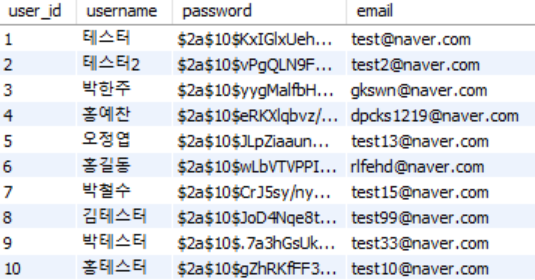 user_id username password email
1 테스터 $2a$10$KxIGlxUeh... test@naver.com
2 테스터2 $2a$10$vPgQLN9F... test2@naver.com
3 박한주 $2a$10$yygMalfbH... gkswn@naver.com
4 홍예찬 $2a$10$eRKXlqbvz/... dpcks1219@naver.com
5 오정엽 $2a$10$JLpZiaaun... test13@naver.com
6 홍길동 $2a$10$wLbVTVPPI... rlfehd@naver.com
7 박철수 $2a$10$CrJ5sy/ny... test15@naver.com
8 김테스터 $2a$10$JoD4Nqe8t... test99@naver.com
9 박테스터 $2a$10$.7a3hGsUk... test33@naver.com
10 홍테스터 $2a$10$gZhRKfFF3... test10@naver.com